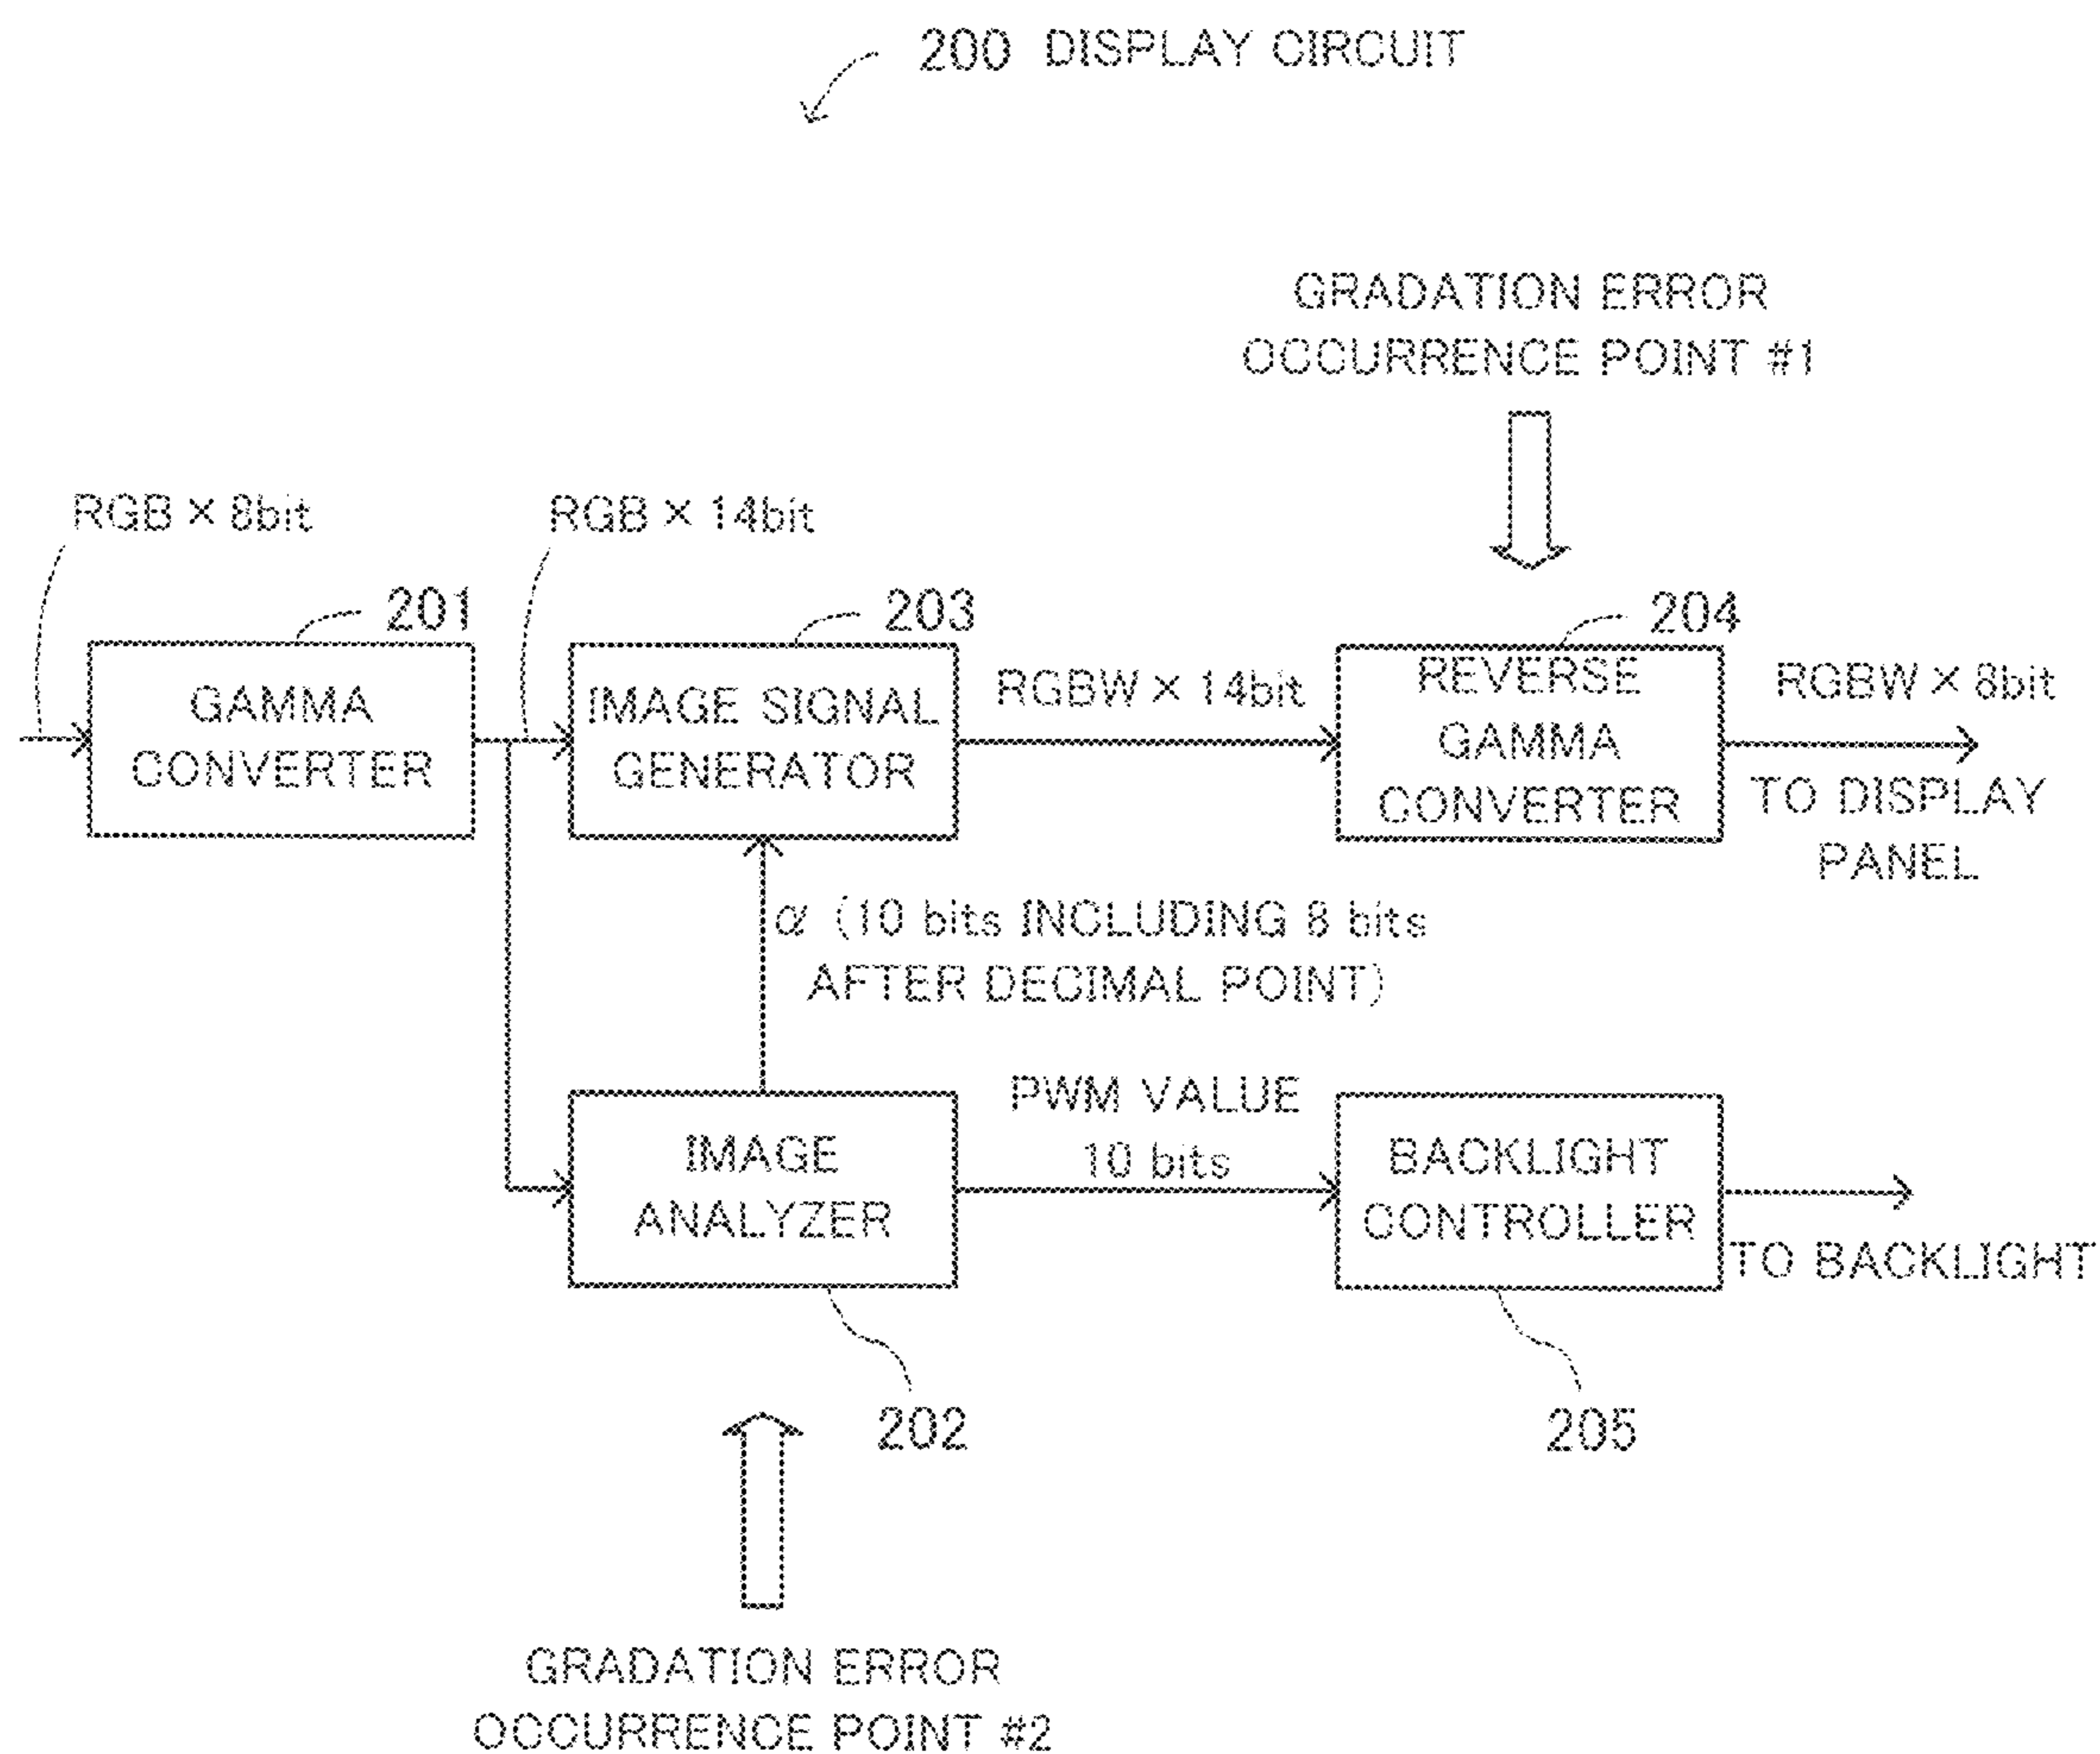 200 DISPLAY CIRCUIT
GRADATION ERROR
OCCURRENCE POINT #1
RGB × 8bit
RGB × 14bit
201
203
204
GAMMA
CONVERTER
IMAGE SIGNAL
GENERATOR
RGBW × 14bit
REVERSE
GAMMA
CONVERTER
RGBW × 8bit
TO DISPLAY
PANEL
α (10 bits INCLUDING 8 bits
AFTER DECIMAL POINT)
IMAGE
ANALYZER
PWM VALUE
10 bits
BACKLIGHT
CONTROLLER
TO BACKLIGHT
202
205
GRADATION ERROR
OCCURRENCE POINT #2